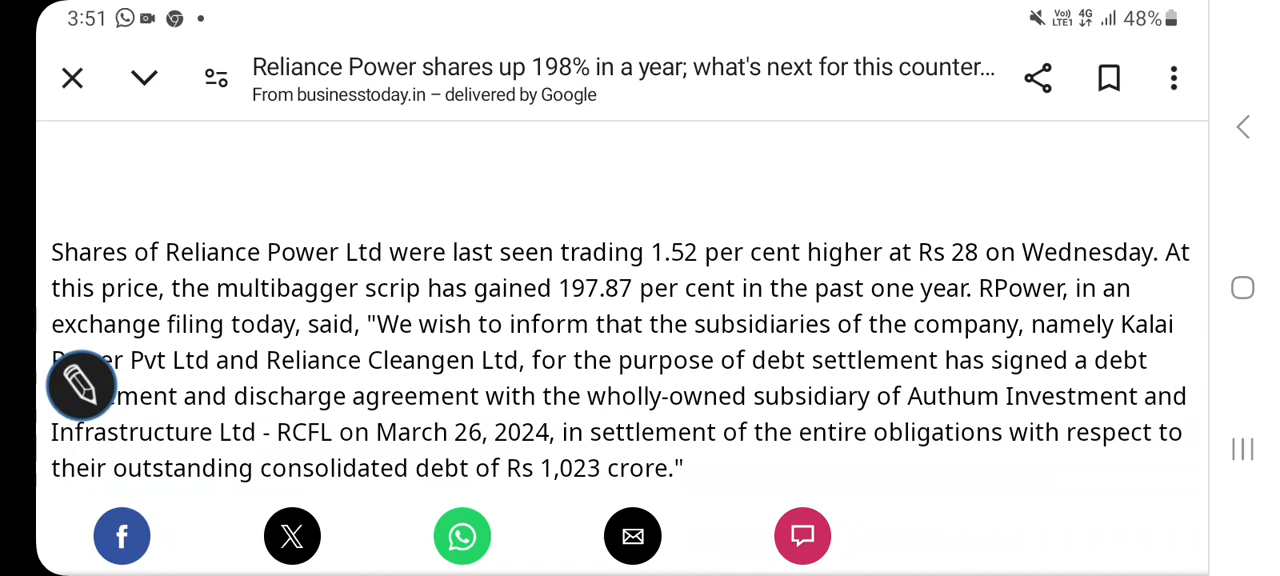 3:51 Vo)) 4G 48%
LTE1
Reliance Power shares up 198% in a year; what's next for this counter...
From businesstoday.in – delivered by Google
Shares of Reliance Power Ltd were last seen trading 1.52 per cent higher at Rs 28 on Wednesday. At
this price, the multibagger scrip has gained 197.87 per cent in the past one year. RPower, in an
exchange filing today, said, "We wish to inform that the subsidiaries of the company, namely Kalai
Pvt Ltd and Reliance Cleangen Ltd, for the purpose of debt settlement has signed a debt
and discharge agreement with the wholly-owned subsidiary of Authum Investment and
Infrastructure Ltd - RCFL on March 26, 2024, in settlement of the entire obligations with respect to
their outstanding consolidated debt of Rs 1,023 crore."